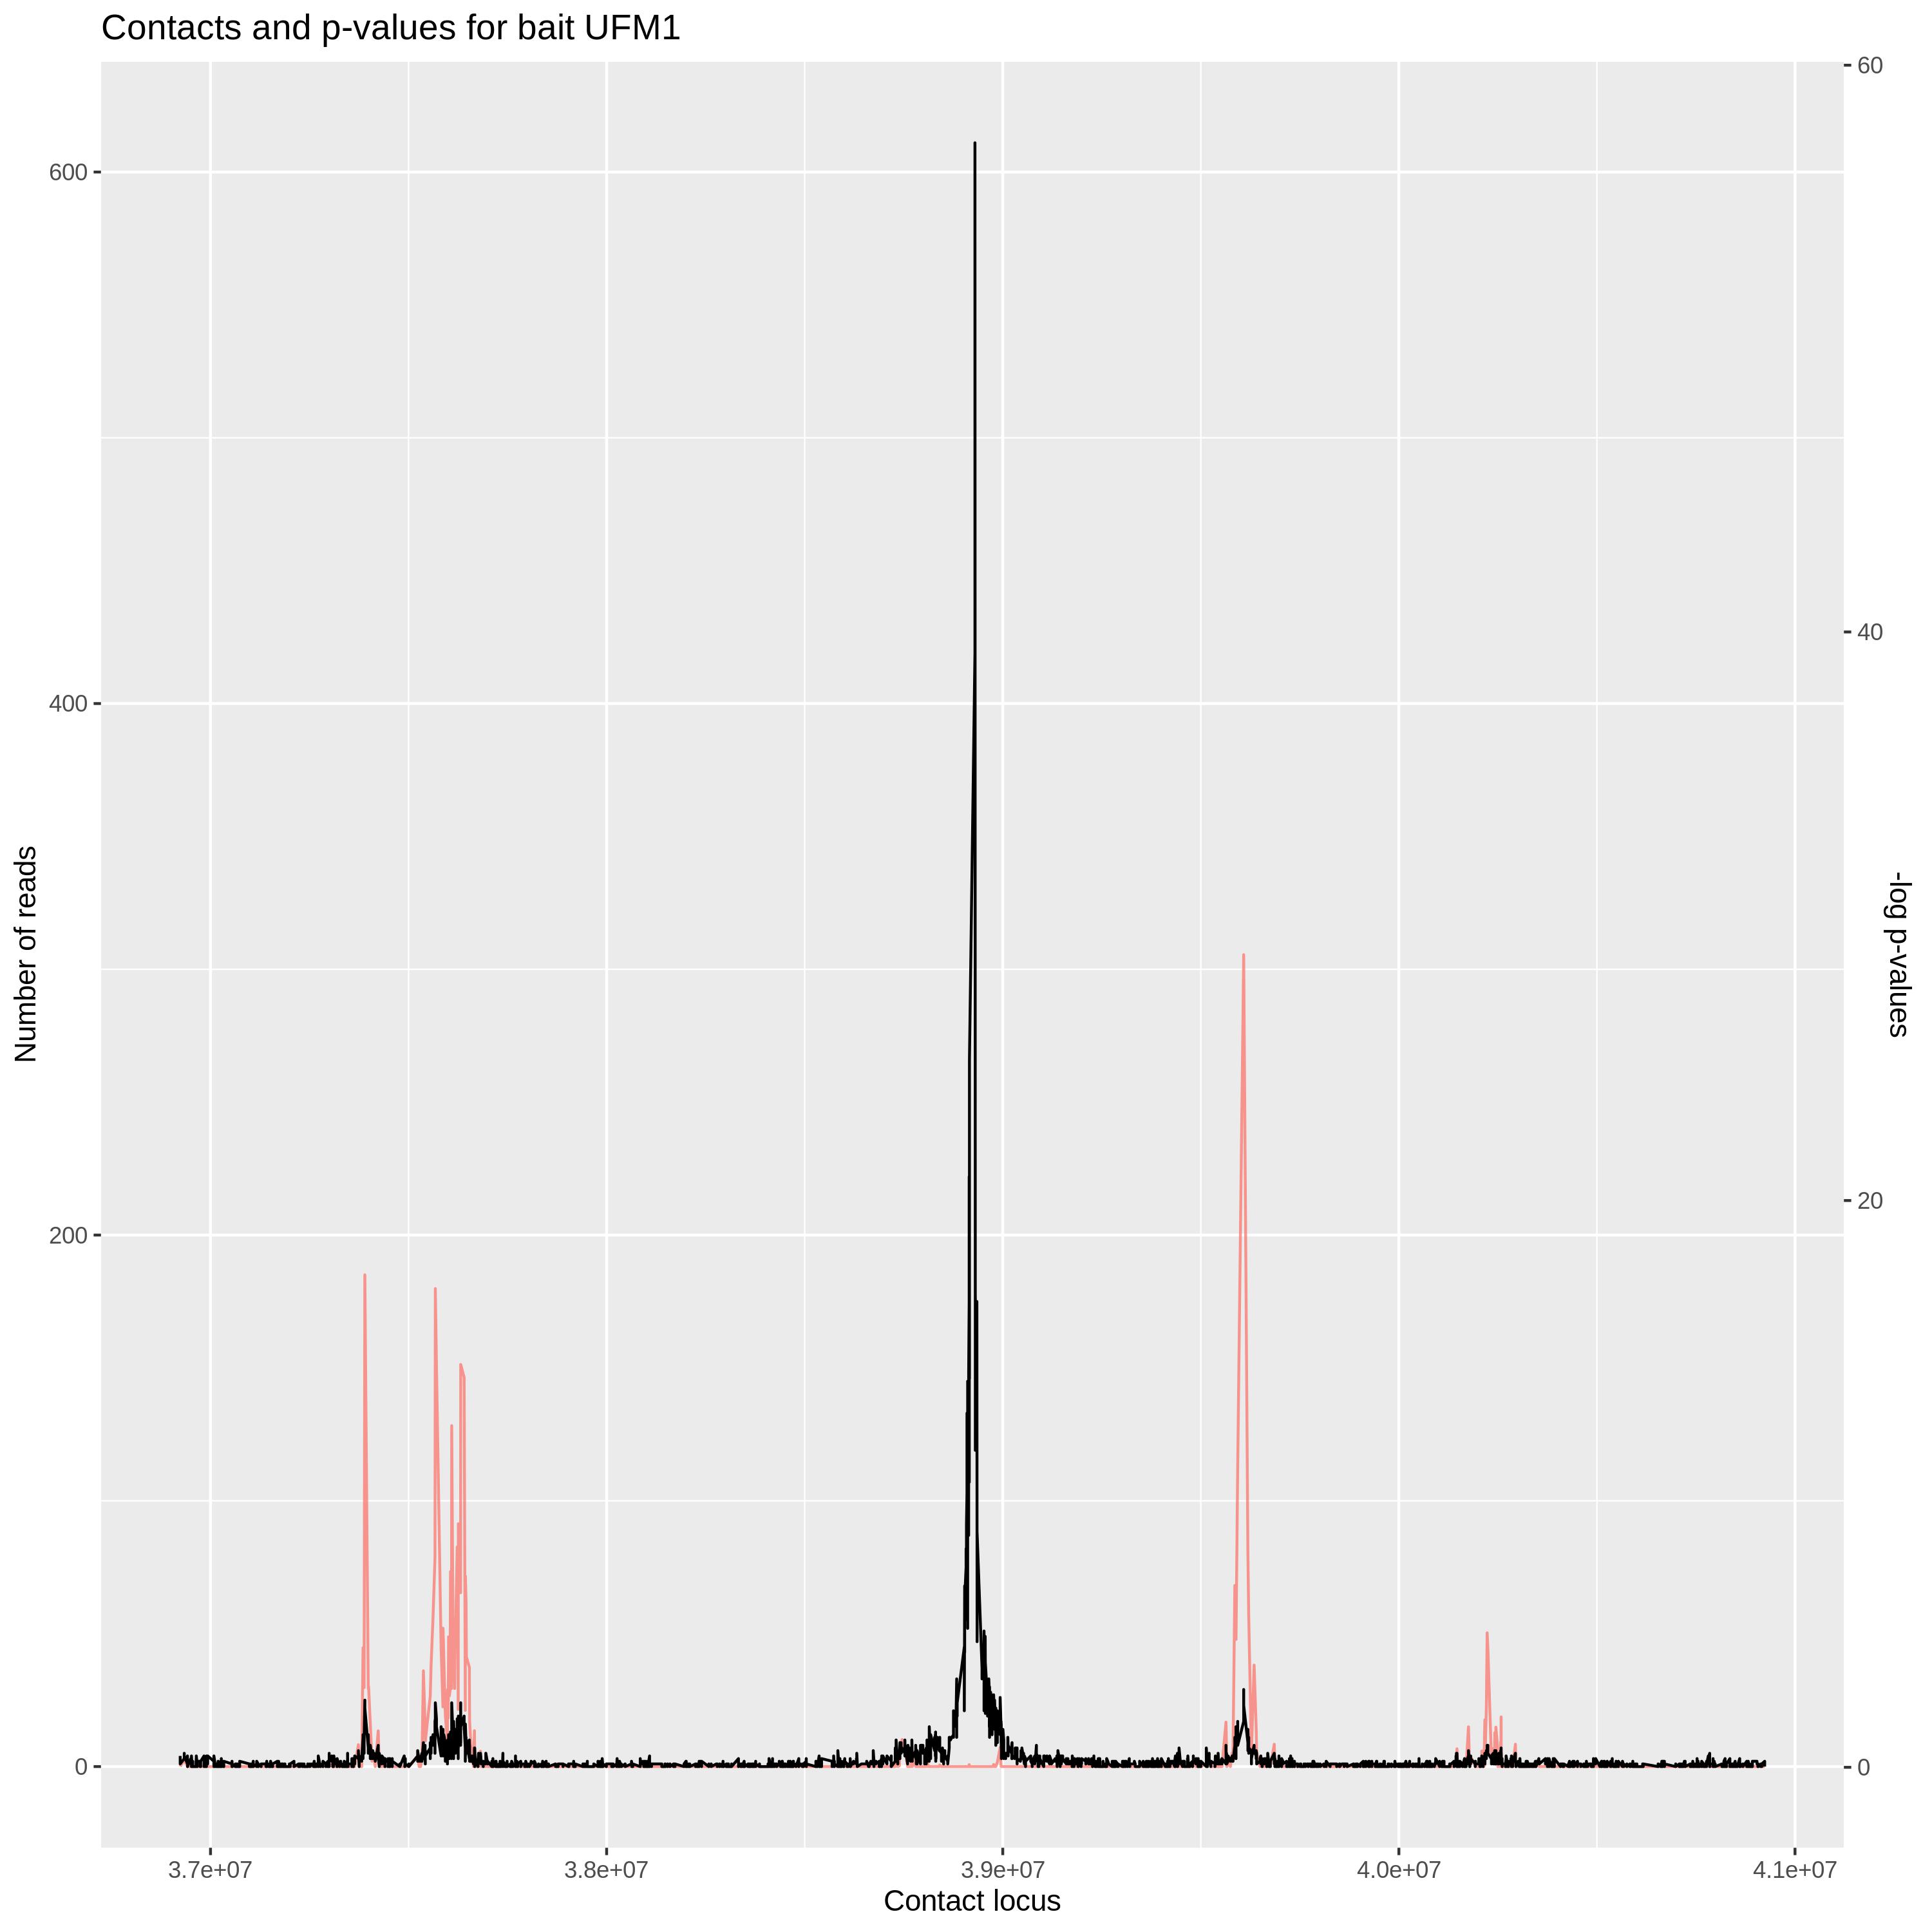 Contacts and p-values for bait UFM1
60
600
40
400
Number of reads
-log p-values
20
200
0
0
3.7e+07
3.8e+07
3.9e+07
4.0e+07
4.1e+07
Contact locus